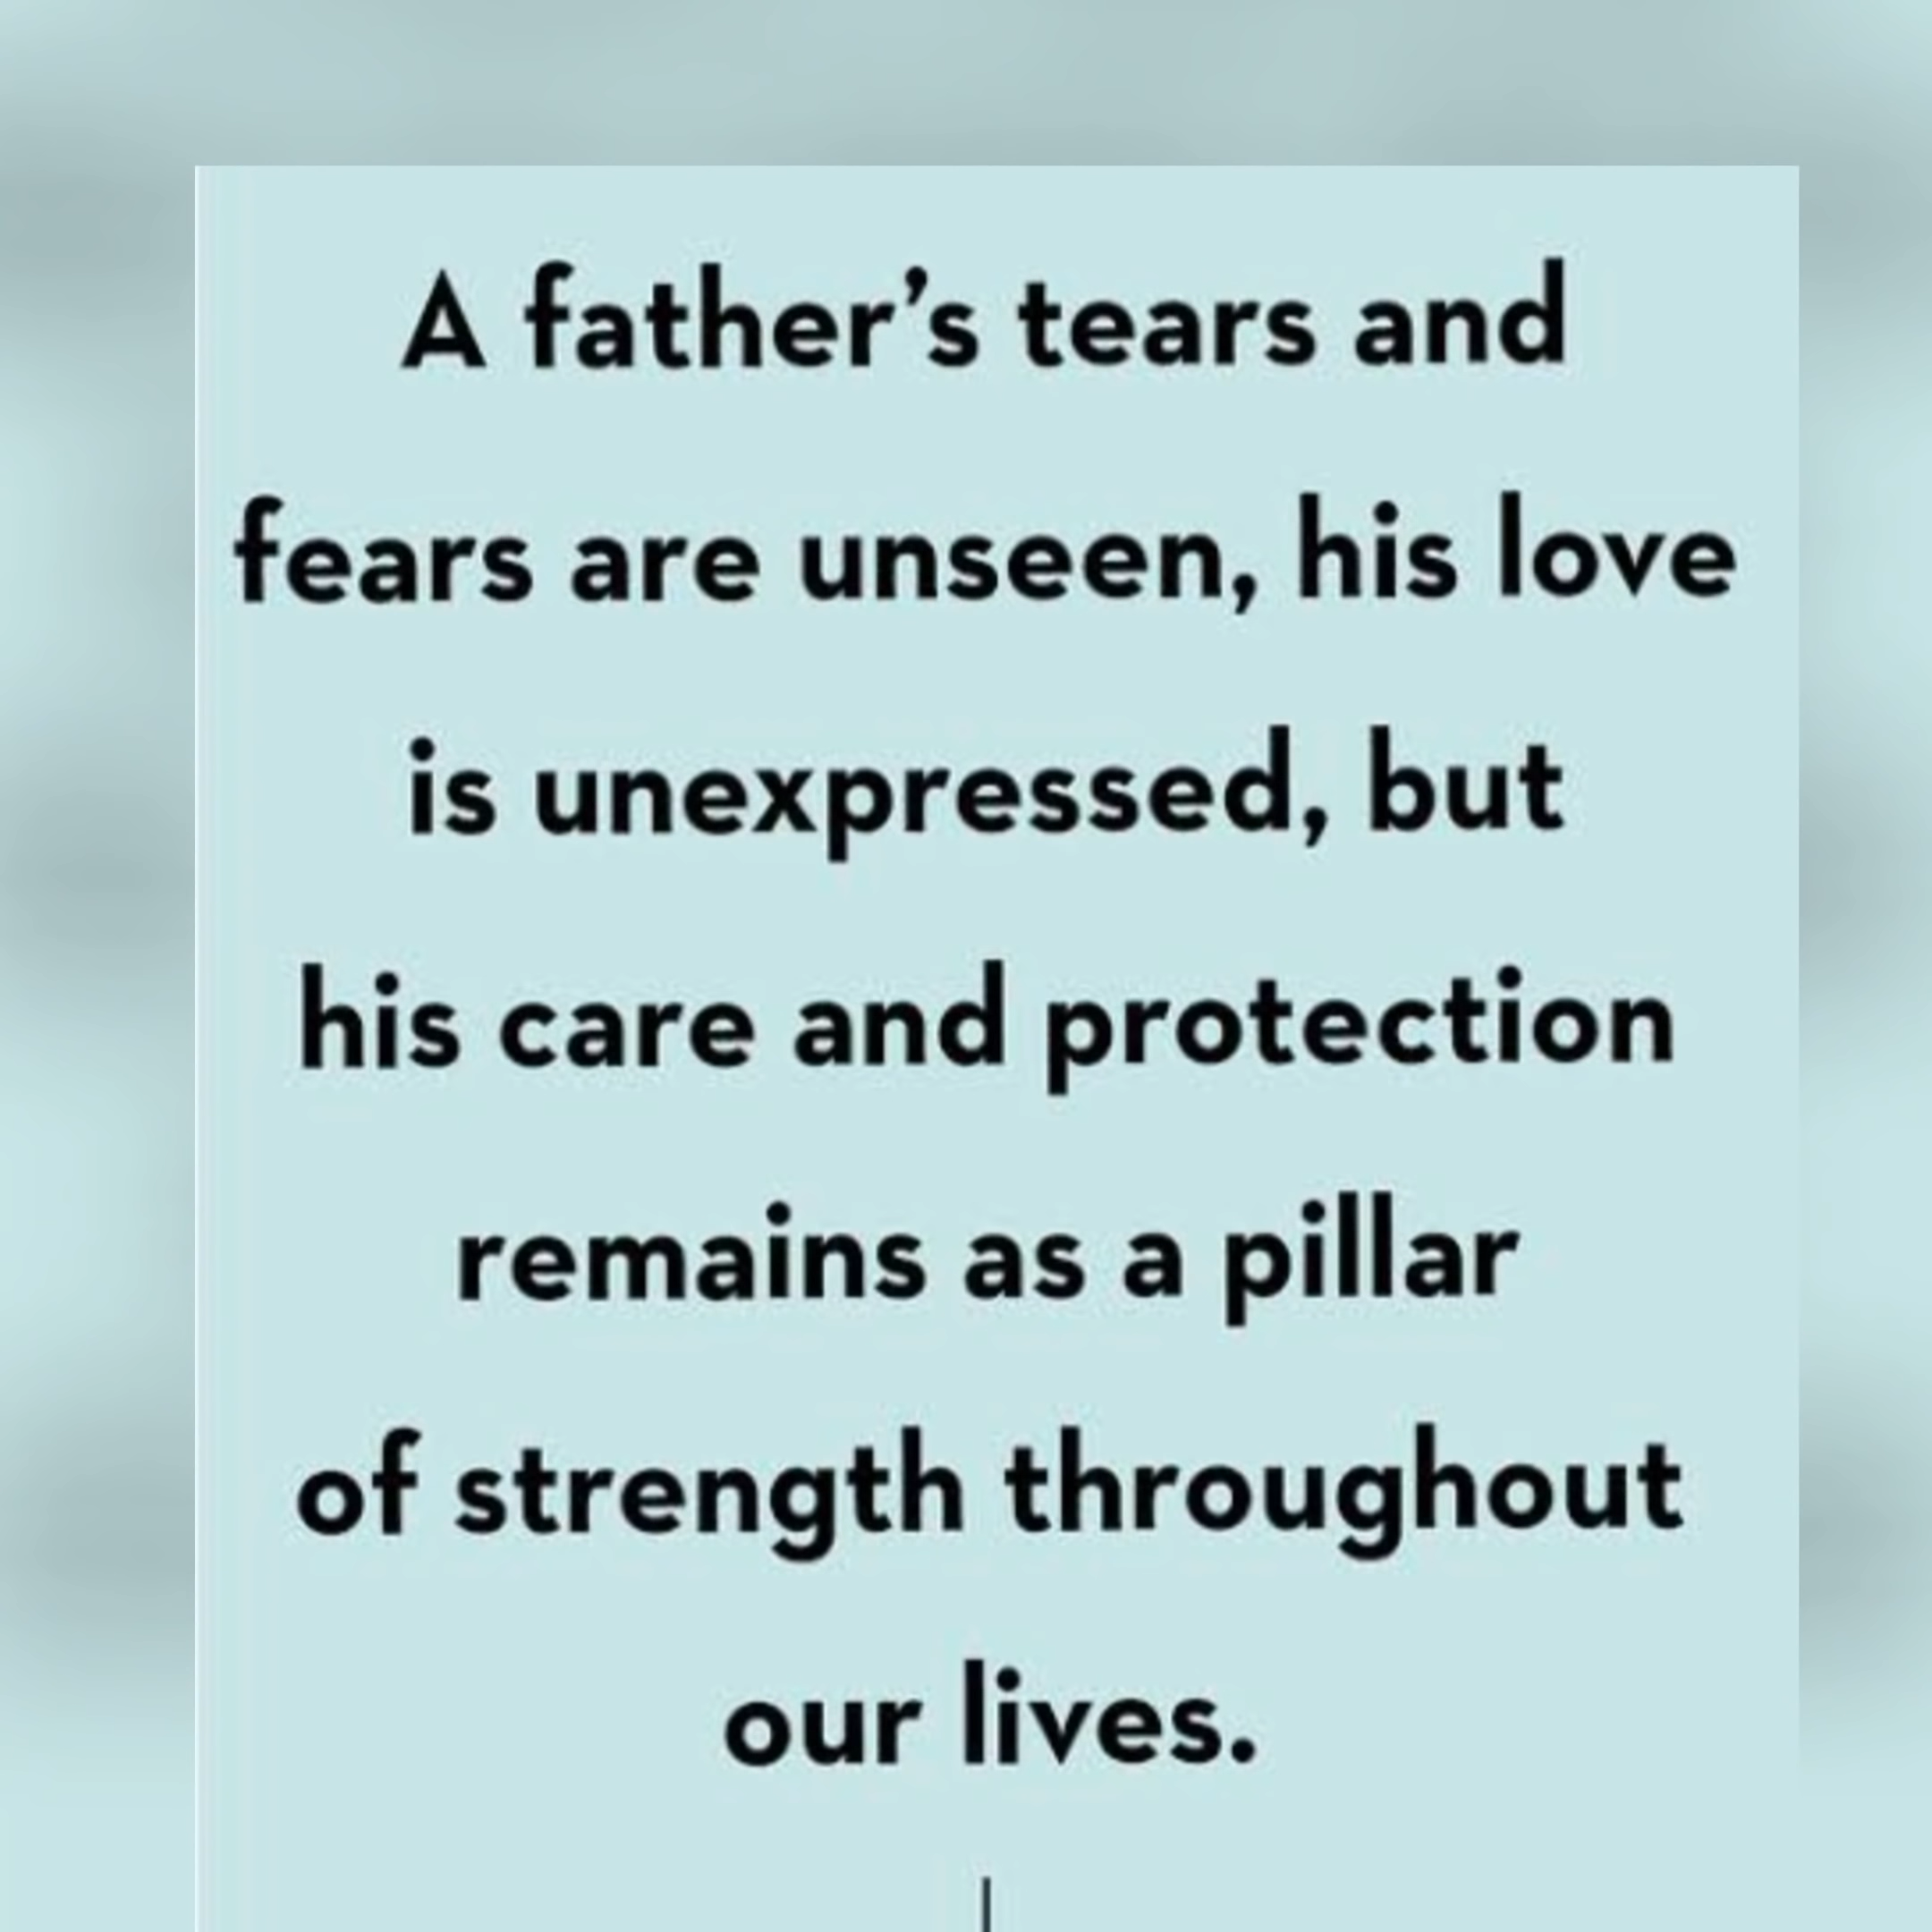 A father’s tears and
fears are unseen, his love
is unexpressed, but
his care and protection
remains as a pillar
of strength throughout
our lives.